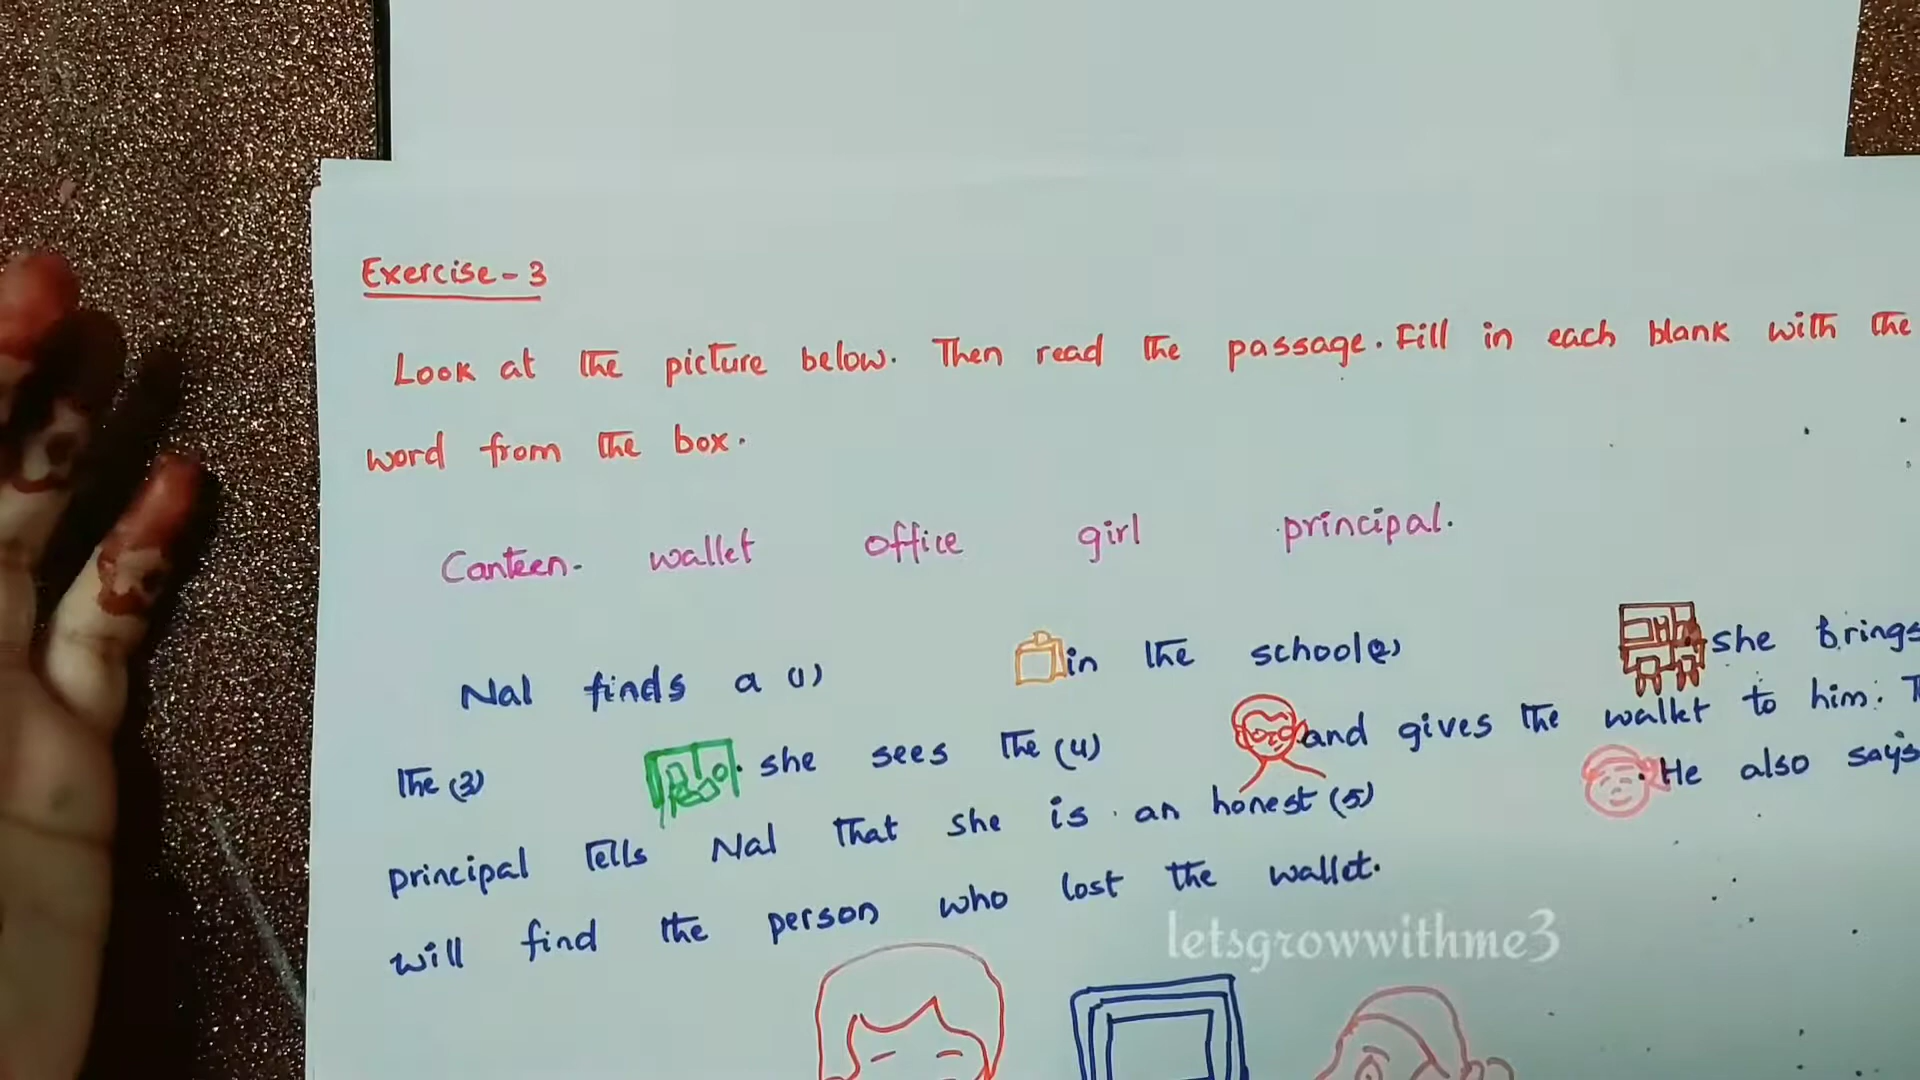 Exercise-3
Look at the picture below. Then read the passage. Fill in each blank with the
word from the box.
Canteen- wallet office girl principal.
Nal finds a (1) in the school(2) she brings
the (3) . she sees the (4) and gives the wallet to him.
principal tells Nal that she is an honest (5) . He also says
will find the person who lost the wallet.
letsgrowwithme3